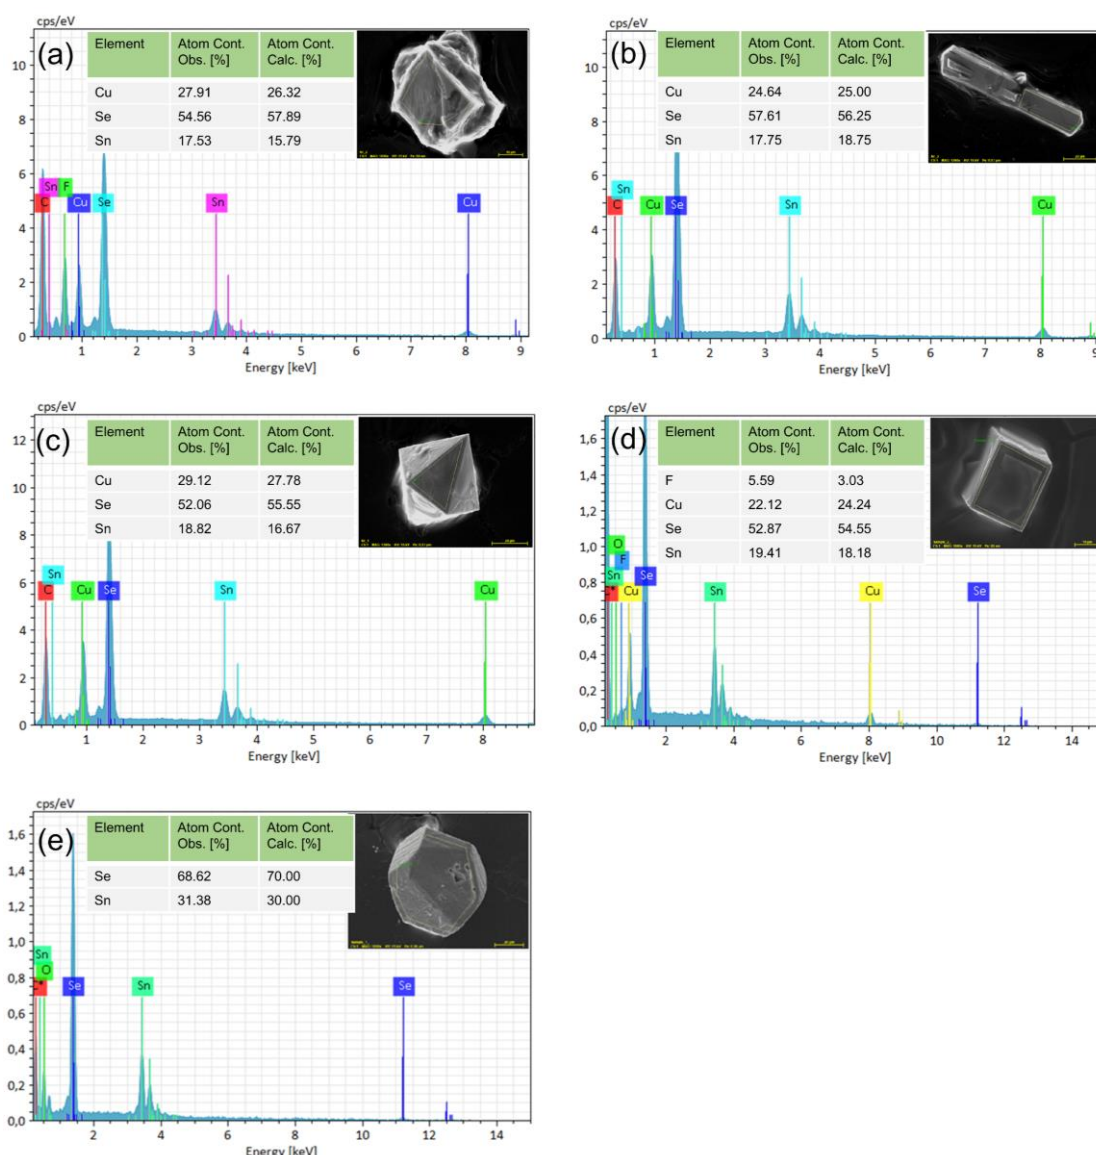 cps/eV
(a)
Element Atom Cont. Obs. [%] Atom Cont. Calc. [%]
Cu 27.91 26.32
Se 54.56 57.89
Sn 17.53 15.79
10
8
6
4
2
0
Sn F
C Cu Se Sn Cu
1 2 3 4 5 6 7 8 9
Energy [keV]
cps/eV
(b)
Element Atom Cont. Obs. [%] Atom Cont. Calc. [%]
Cu 24.64 25.00
Se 57.61 56.25
Sn 17.75 18.75
10
8
6
4
2
0
Sn
C Cu Se Sn Cu
1 2 3 4 5 6 7 8 9
Energy [keV]
cps/eV
(c)
Element Atom Cont. Obs. [%] Atom Cont. Calc. [%]
Cu 29.12 27.78
Se 52.06 55.55
Sn 18.82 16.67
12
10
8
6
4
2
0
Sn
C Cu Se Sn Cu
1 2 3 4 5 6 7 8
Energy [keV]
cps/eV
(d)
Element Atom Cont. Obs. [%] Atom Cont. Calc. [%]
F 5.59 3.03
Cu 22.12 24.24
Se 52.87 54.55
Sn 19.41 18.18
1,6
1,4
1,2
1,0
0,8
0,6
0,4
0,2
0,0
O
F
Sn Se
Cu Sn Cu Se
2 4 6 8 10 12 14
Energy [keV]
cps/eV
(e)
Element Atom Cont. Obs. [%] Atom Cont. Calc. [%]
Se 68.62 70.00
Sn 31.38 30.00
1,6
1,4
1,2
1,0
0,8
0,6
0,4
0,2
0,0
Sn
O
Se Sn Se
2 4 6 8 10 12 14
Energy [keV]